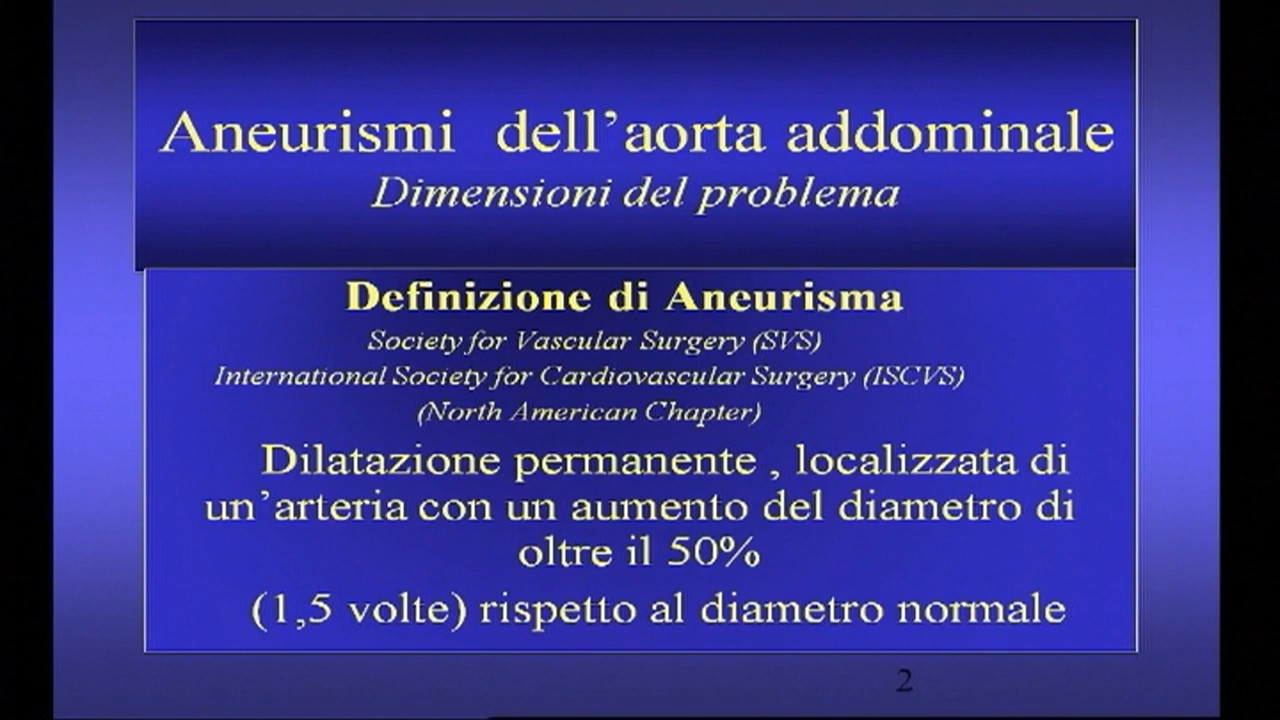 Aneurismi dell'aorta addominale
Dimensioni del problema
Definizione di Aneurisma
Society for Vascular Surgery (SVS)
International Society for Cardiovascular Surgery (ISCVS)
(North American Chapter)
Dilatazione permanente , localizzata di
un'arteria con un aumento del diametro di
oltre il 50%
(1,5 volte) rispetto al diametro normale
2